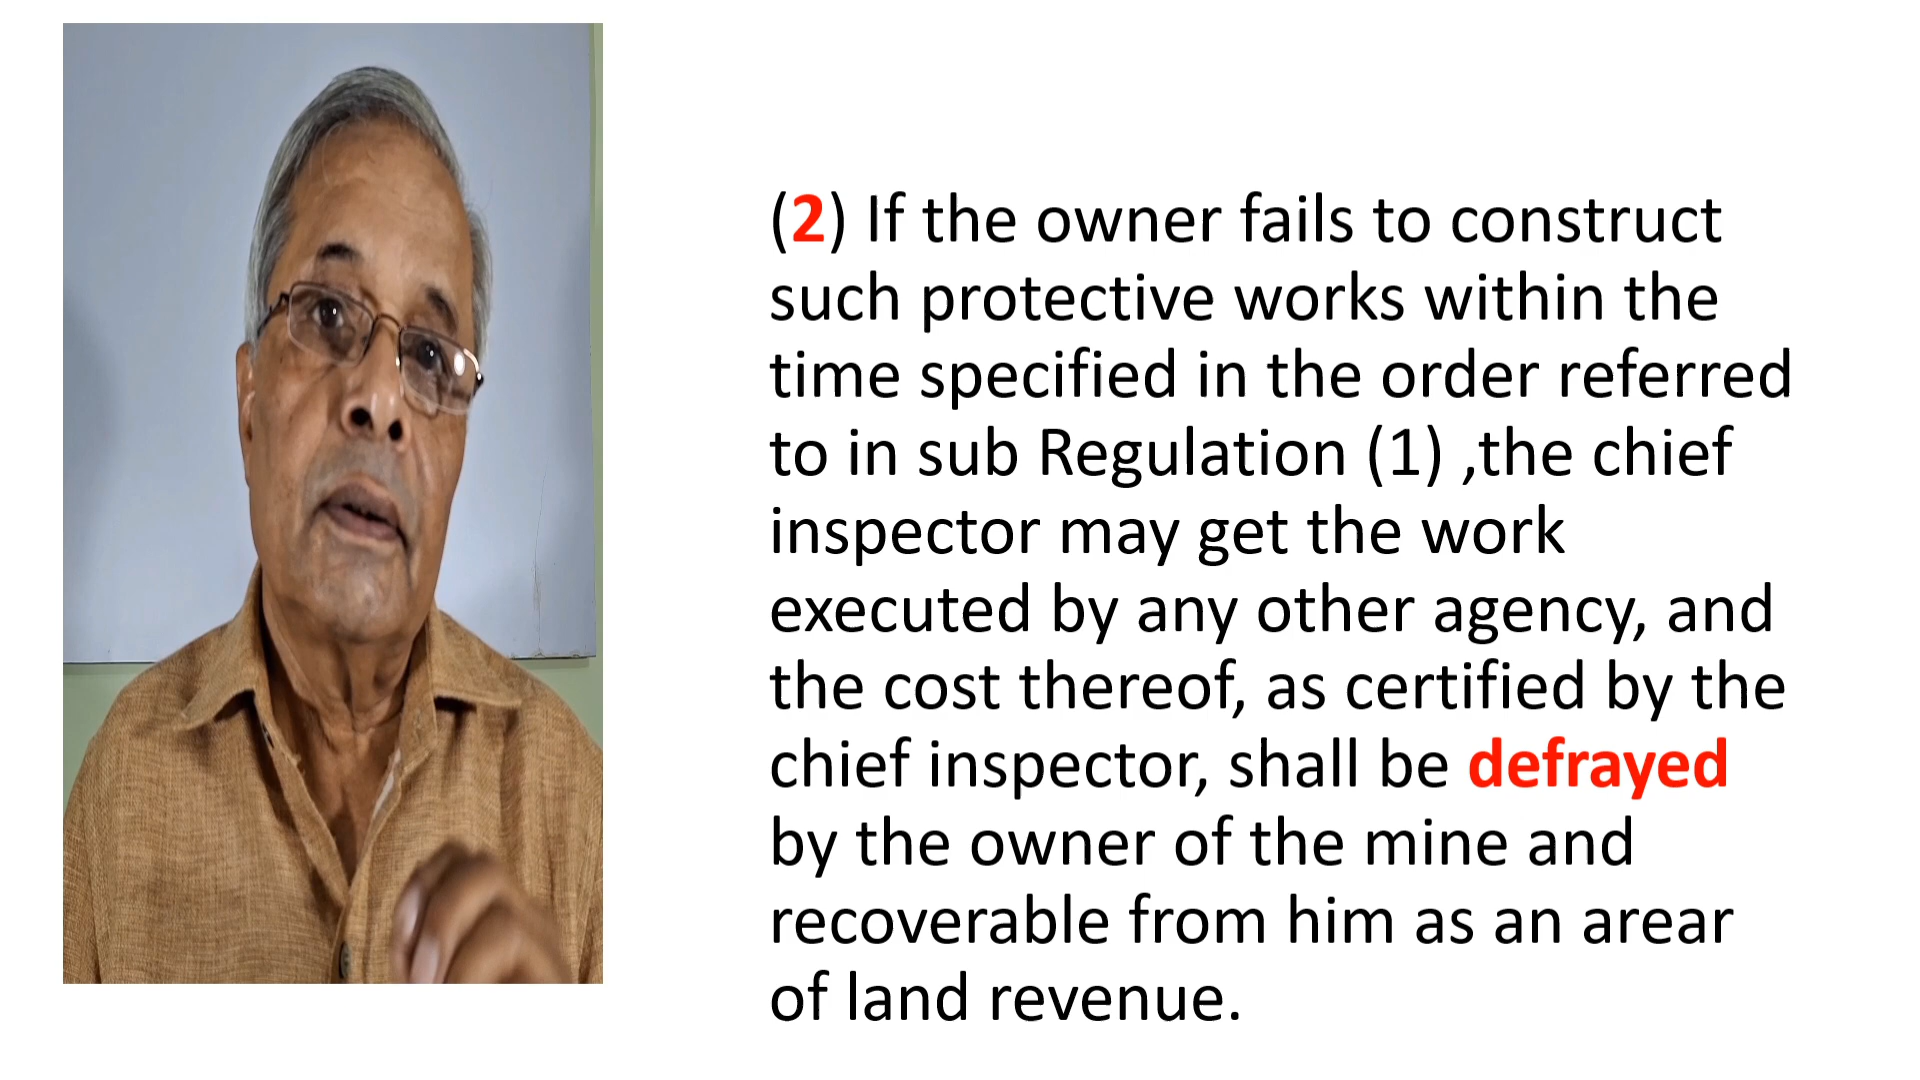 (2) If the owner fails to construct
such protective works within the
time specified in the order referred
to in sub Regulation (1) ,the chief
inspector may get the work
executed by any other agency, and
the cost thereof, as certified by the
chief inspector, shall be defrayed
by the owner of the mine and
recoverable from him as an arear
of land revenue.